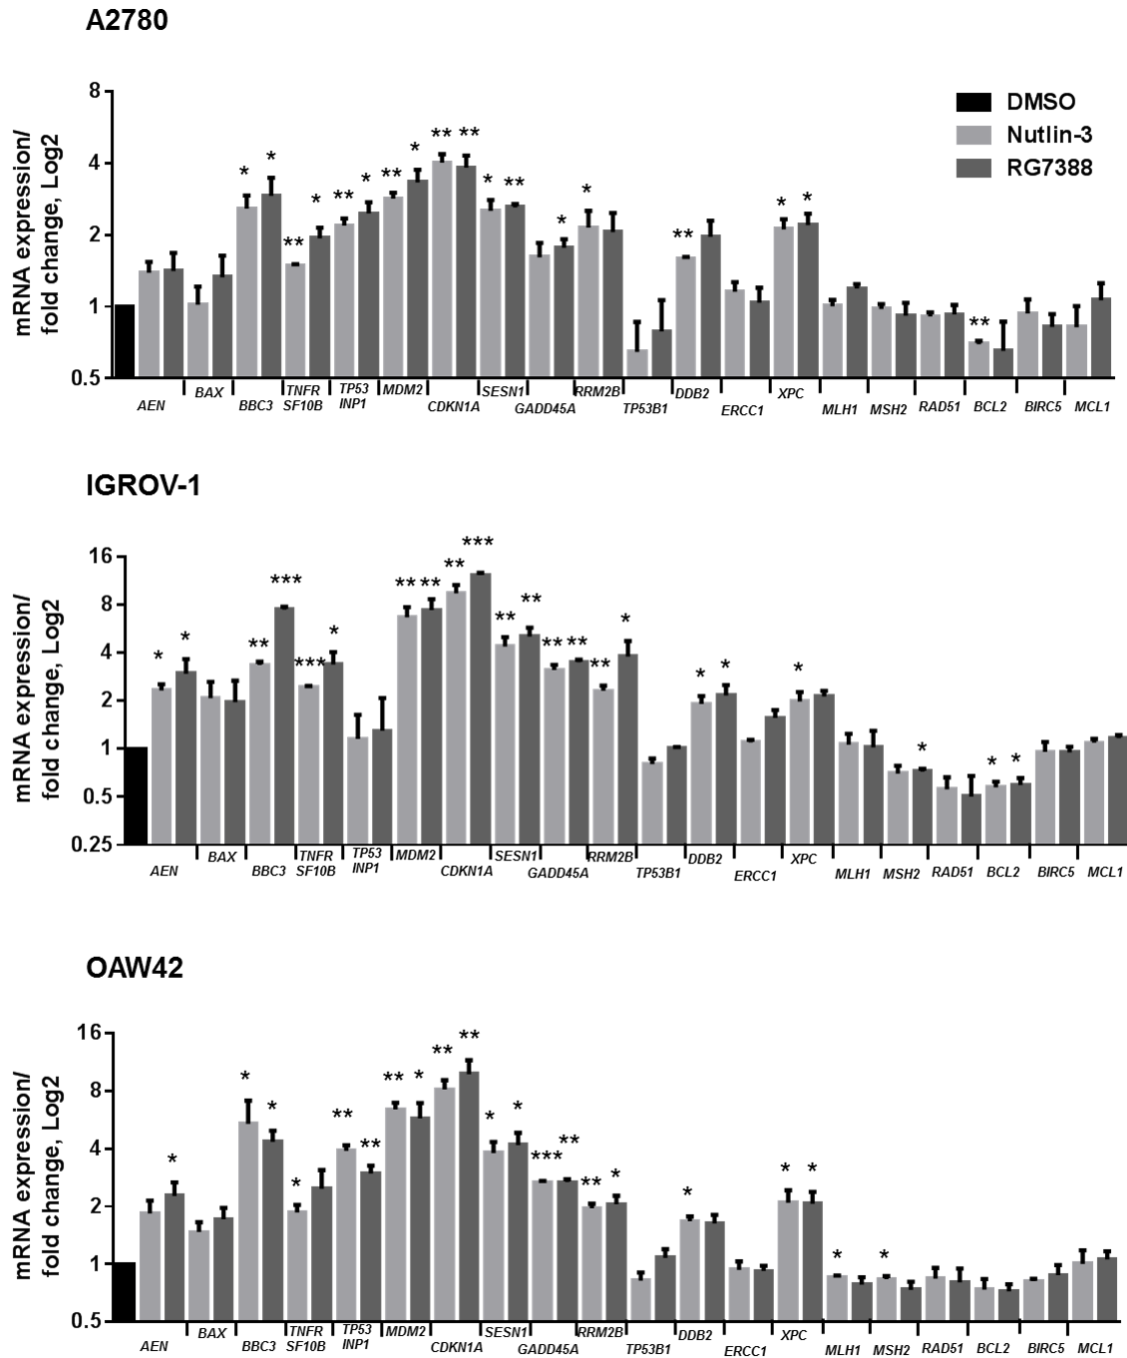 A2780
mRNA expression/
fold change, Log2
8
4
2
1
0.5
DMSO
Nutlin-3
RG7388
* * ** * ** * ** * ** ** * ** * * ** * * **
AEN BAX BBC3 TNFR SF10B TP53 INP1 MDM2 CDKN1A SESN1 GADD45A RRM2B TP53B1 DDB2 ERCC1 XPC MLH1 MSH2 RAD51 BCL2 BIRC5 MCL1
IGROV-1
mRNA expression/
fold change, Log2
16
8
4
2
1
0.5
0.25
* * ** *** *** * ** ** ** *** ** ** ** ** ** * * * * * * *
AEN BAX BBC3 TNFR SF10B TP53 INP1 MDM2 CDKN1A SESN1 GADD45A RRM2B TP53B1 DDB2 ERCC1 XPC MLH1 MSH2 RAD51 BCL2 BIRC5 MCL1
OAW42
mRNA expression/
fold change, Log2
16
8
4
2
1
0.5
* * * * ** ** ** * ** ** * * *** ** ** * * * * * *
AEN BAX BBC3 TNFR SF10B TP53 INP1 MDM2 CDKN1A SESN1 GADD45A RRM2B TP53B1 DDB2 ERCC1 XPC MLH1 MSH2 RAD51 BCL2 BIRC5 MCL1